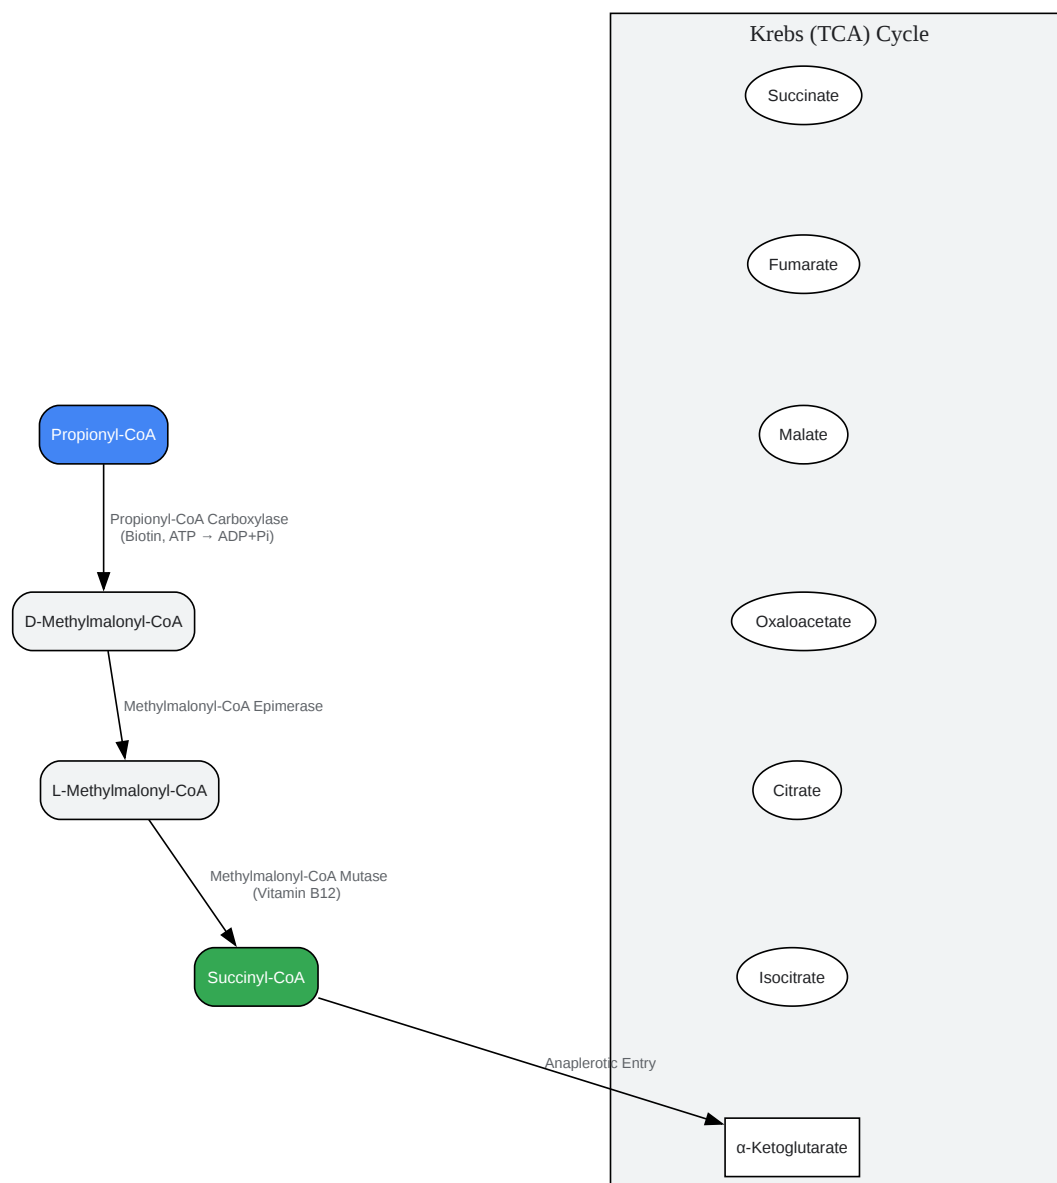 Krebs (TCA) Cycle
Succinate
Fumarate
Propionyl-CoA
Malate
Propionyl-CoA Carboxylase
(Biotin, ATP → ADP+Pi)
D-Methylmalonyl-CoA
Oxaloacetate
Methylmalonyl-CoA Epimerase
L-Methylmalonyl-CoA
Citrate
Methylmalonyl-CoA Mutase
(Vitamin B12)
Succinyl-CoA
Isocitrate
Anaplerotic Entry
α-Ketoglutarate